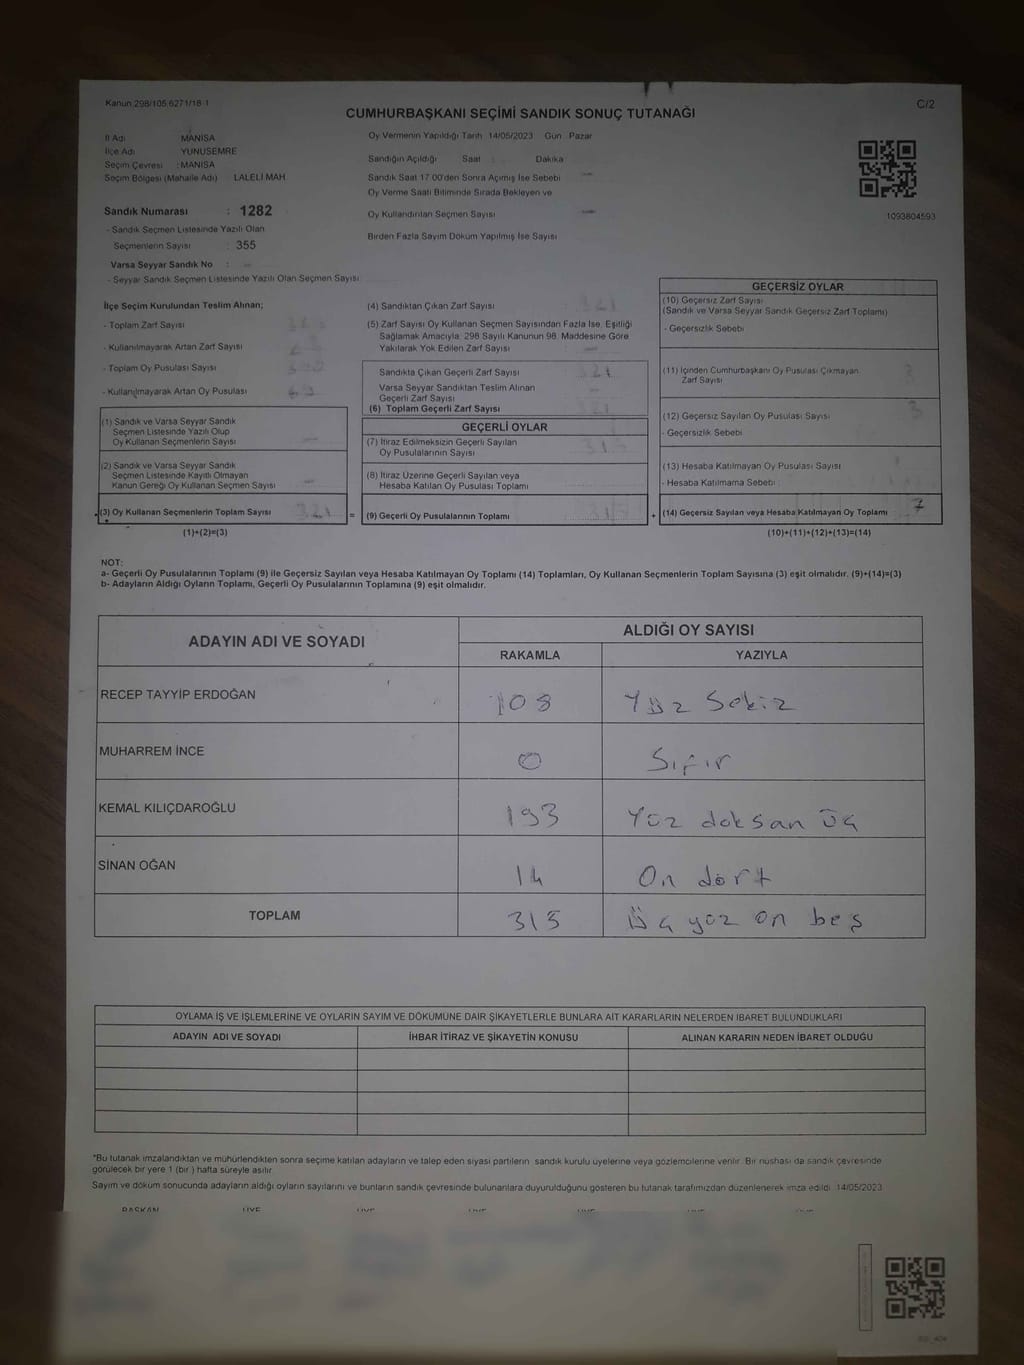 Kanun 298/105,6271/18-1
C/2
CUMHURBAŞKANI SEÇİMİ SANDIK SONUÇ TUTANAĞI
İl Adı MANİSA
İlçe Adı YUNUSEMRE
Seçim Çevresi : MANİSA
Seçim Bölgesi (Mahalle Adı) LALELİ MAH
Sandık Numarası : 1282
- Sandık Seçmen Listesinde Yazılı Olan
Seçmenlerin Sayısı : 355
Varsa Seyyar Sandık No : -
- Seyyar Sandık Seçmen Listesinde Yazılı Olan Seçmen Sayısı
Oy Vermenin Yapıldığı Tarih 14/05/2023 Gün Pazar
Sandığın Açıldığı Saat : Dakika
Sandık Saat 17.00'den Sonra Açılmış İse Sebebi -
Oy Verme Saati Bitiminde Sırada Bekleyen ve
Oy Kullandırılan Seçmen Sayısı -
Birden Fazla Sayım Döküm Yapılmış İse Sayısı
1093804593
İlçe Seçim Kurulundan Teslim Alınan;
- Toplam Zarf Sayısı
- Kullanılmayarak Artan Zarf Sayısı
- Toplam Oy Pusulası Sayısı
- Kullanılmayarak Artan Oy Pusulası
(1) Sandık ve Varsa Seyyar Sandık
Seçmen Listesinde Yazılı Olup
Oy Kullanan Seçmenlerin Sayısı
(2) Sandık ve Varsa Seyyar Sandık
Seçmen Listesinde Kayıtlı Olmayan
Kanun Gereği Oy Kullanan Seçmen Sayısı
(3) Oy Kullanan Seçmenlerin Toplam Sayısı 321 =
(1)+(2)=(3)
(4) Sandıktan Çıkan Zarf Sayısı : 321
(5) Zarf Sayısı Oy Kullanan Seçmen Sayısından Fazla İse, Eşitliği
Sağlamak Amacıyla 298 Sayılı Kanunun 98. Maddesine Göre
Yakılarak Yok Edilen Zarf Sayısı : -
Sandıkta Çıkan Geçerli Zarf Sayısı 321
Varsa Seyyar Sandıktan Teslim Alınan
Geçerli Zarf Sayısı -
(6) Toplam Geçerli Zarf Sayısı 321
GEÇERLİ OYLAR
(7) İtiraz Edilmeksizin Geçerli Sayılan
Oy Pusulalarının Sayısı 315
(8) İtiraz Üzerine Geçerli Sayılan veya
Hesaba Katılan Oy Pusulası Toplamı
(9) Geçerli Oy Pusulalarının Toplamı 315 +
GEÇERSİZ OYLAR
(10) Geçersiz Zarf Sayısı
(Sandık ve Varsa Seyyar Sandık Geçersiz Zarf Toplamı)
- Geçersizlik Sebebi
(11) İçinden Cumhurbaşkanı Oy Pusulası Çıkmayan
Zarf Sayısı 3
(12) Geçersiz Sayılan Oy Pusulası Sayısı 3
- Geçersizlik Sebebi
(13) Hesaba Katılmayan Oy Pusulası Sayısı
- Hesaba Katılmama Sebebi :
(14) Geçersiz Sayılan veya Hesaba Katılmayan Oy Toplamı
(10)+(11)+(12)+(13)=(14)
NOT:
a- Geçerli Oy Pusulalarının Toplamı (9) ile Geçersiz Sayılan veya Hesaba Katılmayan Oy Toplamı (14) Toplamları, Oy Kullanan Seçmenlerin Toplam Sayısına (3) eşit olmalıdır. (9)+(14)=(3)
b- Adayların Aldığı Oyların Toplamı, Geçerli Oy Pusulalarının Toplamına (9) eşit olmalıdır.
ADAYIN ADI VE SOYADI ALDIĞI OY SAYISI
RAKAMLA YAZIYLA
RECEP TAYYİP ERDOĞAN 108 Yüz Sekiz
MUHARREM İNCE 0 Sıfır
KEMAL KILIÇDAROĞLU 193 Yüz doksan üç
SİNAN OĞAN 14 On dört
TOPLAM 315 Üç yüz on beş
OYLAMA İŞ VE İŞLEMLERİNE VE OYLARIN SAYIM VE DÖKÜMÜNE DAİR ŞİKAYETLERLE BUNLARA AİT KARARLARIN NELERDEN İBARET BULUNDUKLARI
ADAYIN ADI VE SOYADI İHBAR İTİRAZ VE ŞİKAYETİN KONUSU ALINAN KARARIN NEDEN İBARET OLDUĞU
*Bu tutanak imzalandıktan ve mühürlendikten sonra seçime katılan adayların ve talep eden siyasi partilerin sandık kurulu üyelerine veya gözlemcilerine verilir. Bir nüshası da sandık çevresinde
görülecek bir yere 1 (bir ) hafta süreyle asılır.
Sayım ve döküm sonucunda adayların aldığı oyların sayılarını ve bunların sandık çevresinde bulunanlara duyurulduğunu gösteren bu tutanak tarafımızdan düzenlenerek imza edildi. 14/05/2023
BAŞKAN ÜYE ÜYE ÜYE ÜYE ÜYE